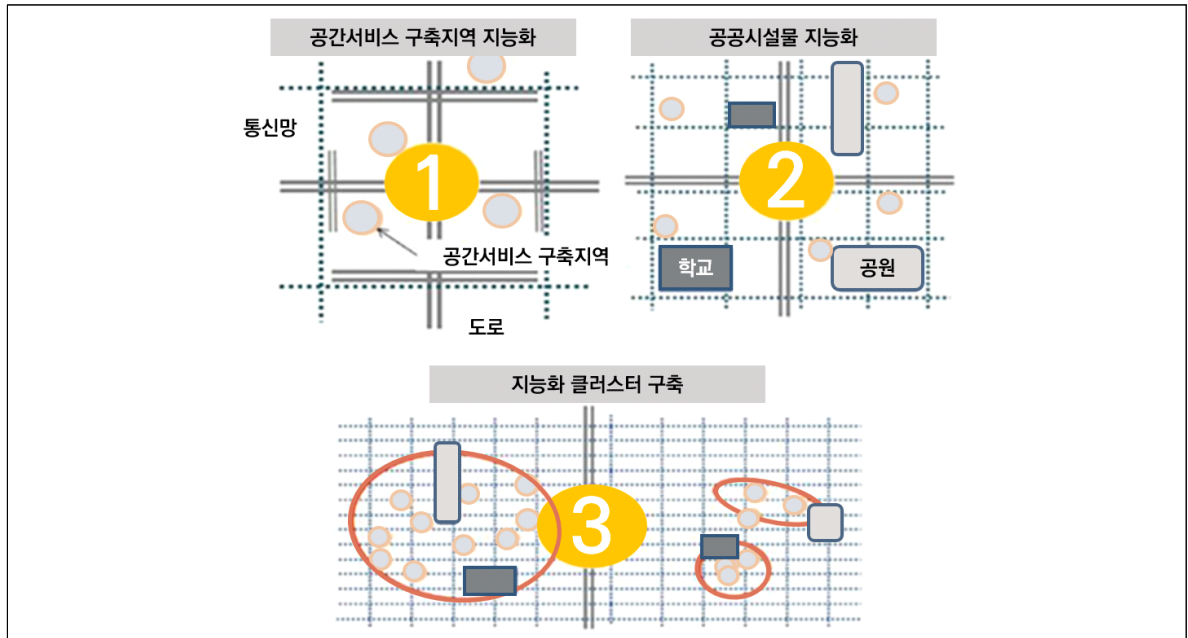 공간서비스 구축지역 지능화
공공시설물 지능화
통신망
1
2
공간서비스 구축지역
학교
공원
도로
지능화 클러스터 구축
3